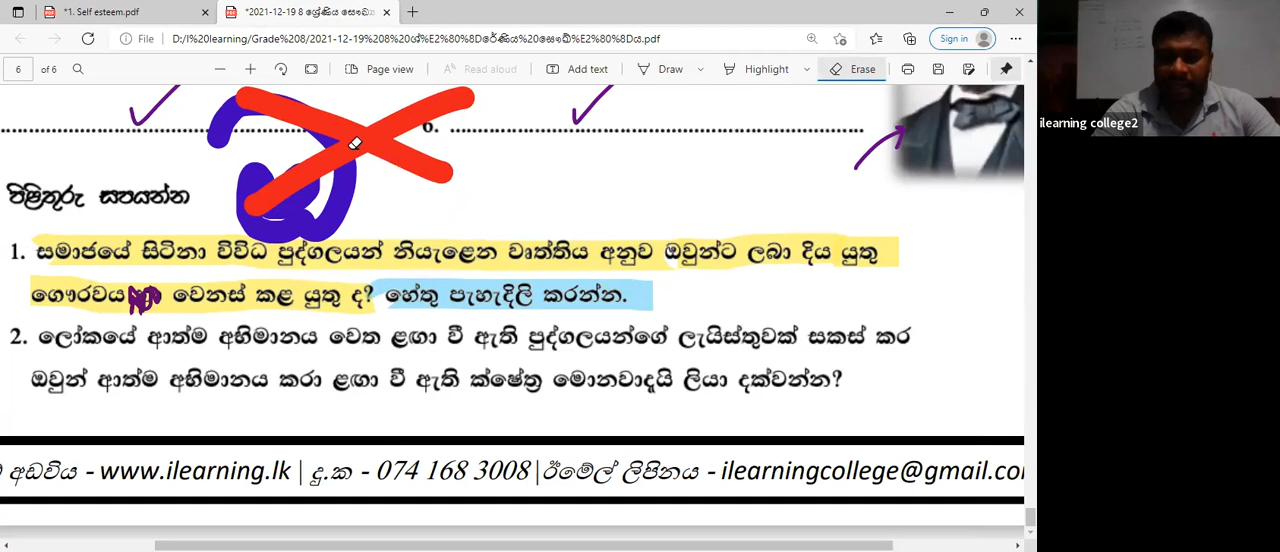 *1. Self esteem.pdf
*2021-12-19 8 ශ්‍රේණිය සෞඛ්‍ය
File
D:/I%20learning/Grade%208/2021-12-19%208%20ශ්%E2%80%8Dරේණිය%20සෞඛ්%E2%80%8Dය.pdf
Sign in
6 of 6
Page view
Read aloud
Add text
Draw
Highlight
Erase
ilearning college2
6.
පිළිතුරු සපයන්න
1. සමාජයේ සිටිනා විවිධ පුද්ගලයන් නියැළෙන වෘත්තිය අනුව ඔවුන්ට ලබා දිය යුතු
ගෞරවය වෙනස් කළ යුතු ද? හේතු පැහැදිලි කරන්න.
2. ලෝකයේ ආත්ම අභිමානය වෙත ළඟා වී ඇති පුද්ගලයන්ගේ ලැයිස්තුවක් සකස් කර
ඔවුන් ආත්ම අභිමානය කරා ළඟා වී ඇති ක්ෂේත්‍ර මොනවාදැයි ලියා දක්වන්න?
අඩවිය - www.ilearning.lk | දු.ක - 074 168 3008|ඊමේල් ලිපිනය - ilearningcollege@gmail.co